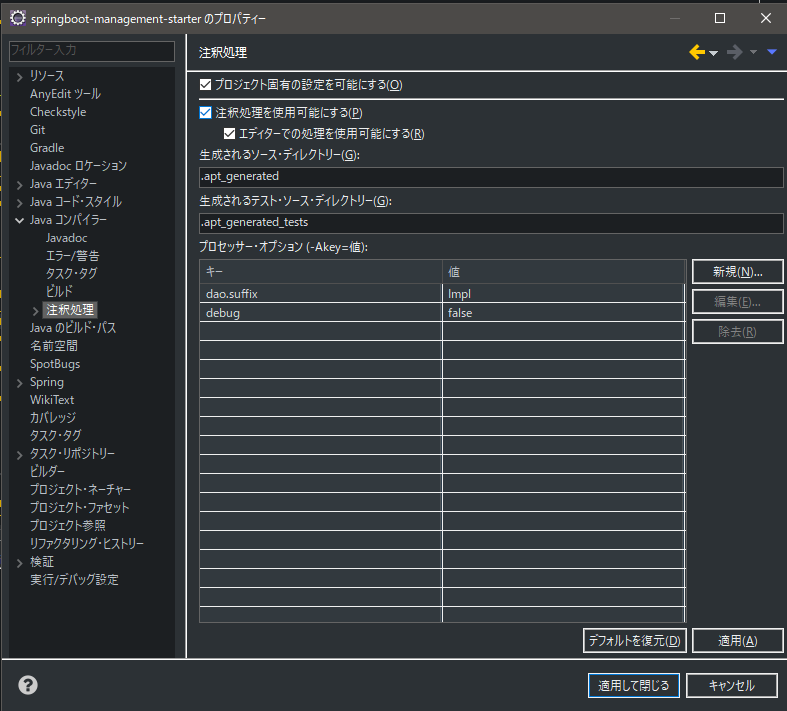 springboot-management-starter のプロパティー
フィルター入力
リソース
AnyEdit ツール
Checkstyle
Git
Gradle
Javadoc ロケーション
Java エディター
Java コード・スタイル
Java コンパイラー
Javadoc
エラー/警告
タスク・タグ
ビルド
注釈処理
Java のビルド・パス
名前空間
SpotBugs
Spring
WikiText
カバレッジ
タスク・タグ
タスク・リポジトリー
ビルダー
プロジェクト・ネーチャー
プロジェクト・ファセット
プロジェクト参照
リファクタリング・ヒストリー
検証
実行/デバッグ設定
注釈処理
プロジェクト固有の設定を可能にする(O)
注釈処理を使用可能にする(P)
エディターでの処理を使用可能にする(R)
生成されるソース・ディレクトリー(G):
.apt_generated
生成されるテスト・ソース・ディレクトリー(G):
.apt_generated_tests
プロセッサー・オプション (-Akey=値):
キー 値
dao.suffix Impl
debug false
新規(N)...
編集(E)...
除去(R)
デフォルトを復元(D) 適用(A)
適用して閉じる キャンセル